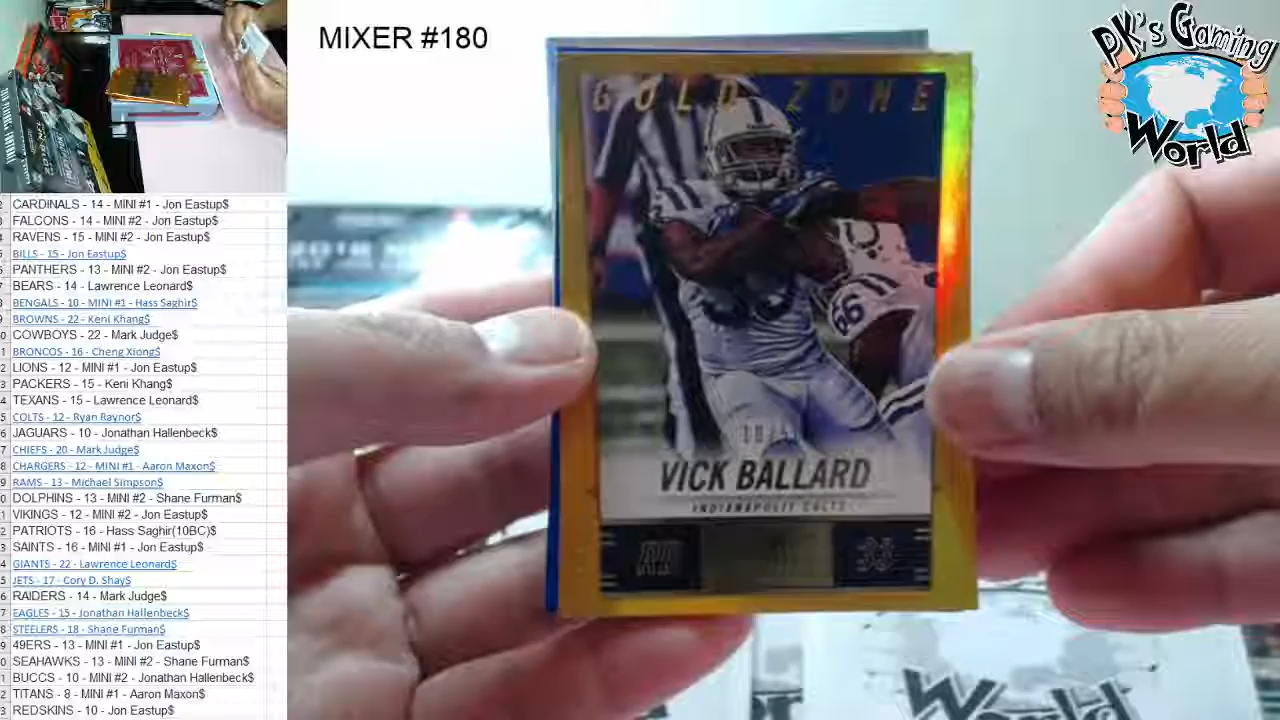 MIXER #180
PK's Gaming
World
GOLD ZONE
66
VICK BALLARD
INDIANAPOLIS COLTS
RB
33
CARDINALS - 14 - MINI #1 - Jon Eastup$
FALCONS - 14 - MINI #2 - Jon Eastup$
RAVENS - 15 - MINI #2 - Jon Eastup$
BILLS - 15 - Jon Eastup$
PANTHERS - 13 - MINI #2 - Jon Eastup$
BEARS - 14 - Lawrence Leonard$
BENGALS - 10 - MINI #1 - Hass Saghir$
BROWNS - 22 - Keni Khang$
COWBOYS - 22 - Mark Judge$
BRONCOS - 16 - Cheng Xiong$
LIONS - 12 - MINI #1 - Jon Eastup$
PACKERS - 15 - Keni Khang$
TEXANS - 15 - Lawrence Leonard$
COLTS - 12 - Ryan Raynor$
JAGUARS - 10 - Jonathan Hallenbeck$
CHIEFS - 20 - Mark Judge$
CHARGERS - 12 - MINI #1 - Aaron Maxon$
RAMS - 13 - Michael Simpson$
DOLPHINS - 13 - MINI #2 - Shane Furman$
VIKINGS - 12 - MINI #2 - Jon Eastup$
PATRIOTS - 16 - Hass Saghir(10BC)$
SAINTS - 16 - MINI #1 - Jon Eastup$
GIANTS - 22 - Lawrence Leonard$
JETS - 17 - Cory D. Shay$
RAIDERS - 14 - Mark Judge$
EAGLES - 15 - Jonathan Hallenbeck$
STEELERS - 18 - Shane Furman$
49ERS - 13 - MINI #1 - Jon Eastup$
SEAHAWKS - 13 - MINI #2 - Shane Furman$
BUCCS - 10 - MINI #2 - Jonathan Hallenbeck$
TITANS - 8 - MINI #1 - Aaron Maxon$
REDSKINS - 10 - Jon Eastup$
World